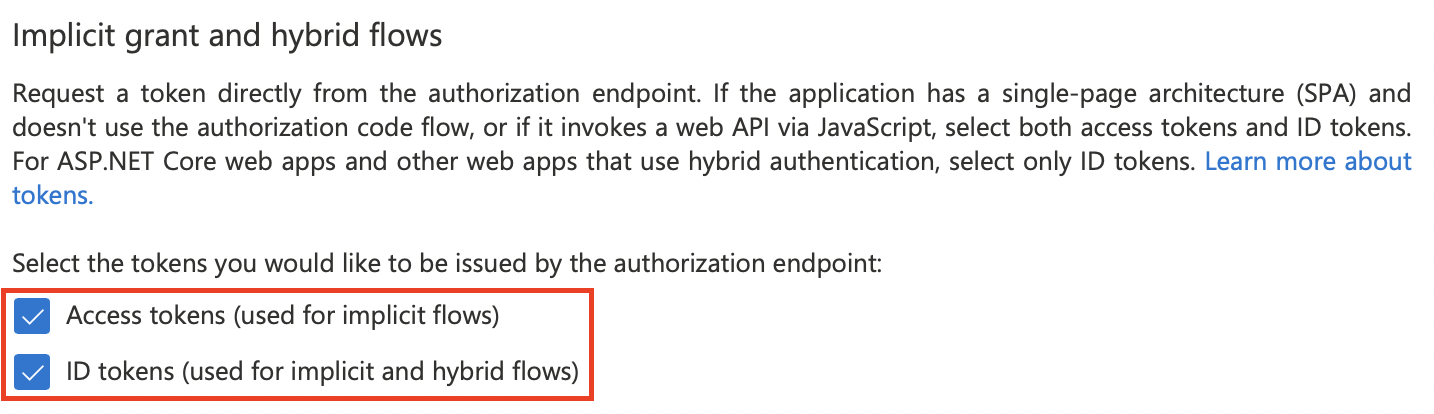 Implicit grant and hybrid flows
Request a token directly from the authorization endpoint. If the application has a single-page architecture (SPA) and
doesn't use the authorization code flow, or if it invokes a web API via JavaScript, select both access tokens and ID tokens.
For ASP.NET Core web apps and other web apps that use hybrid authentication, select only ID tokens. Learn more about
tokens.
Select the tokens you would like to be issued by the authorization endpoint:
Access tokens (used for implicit flows)
ID tokens (used for implicit and hybrid flows)